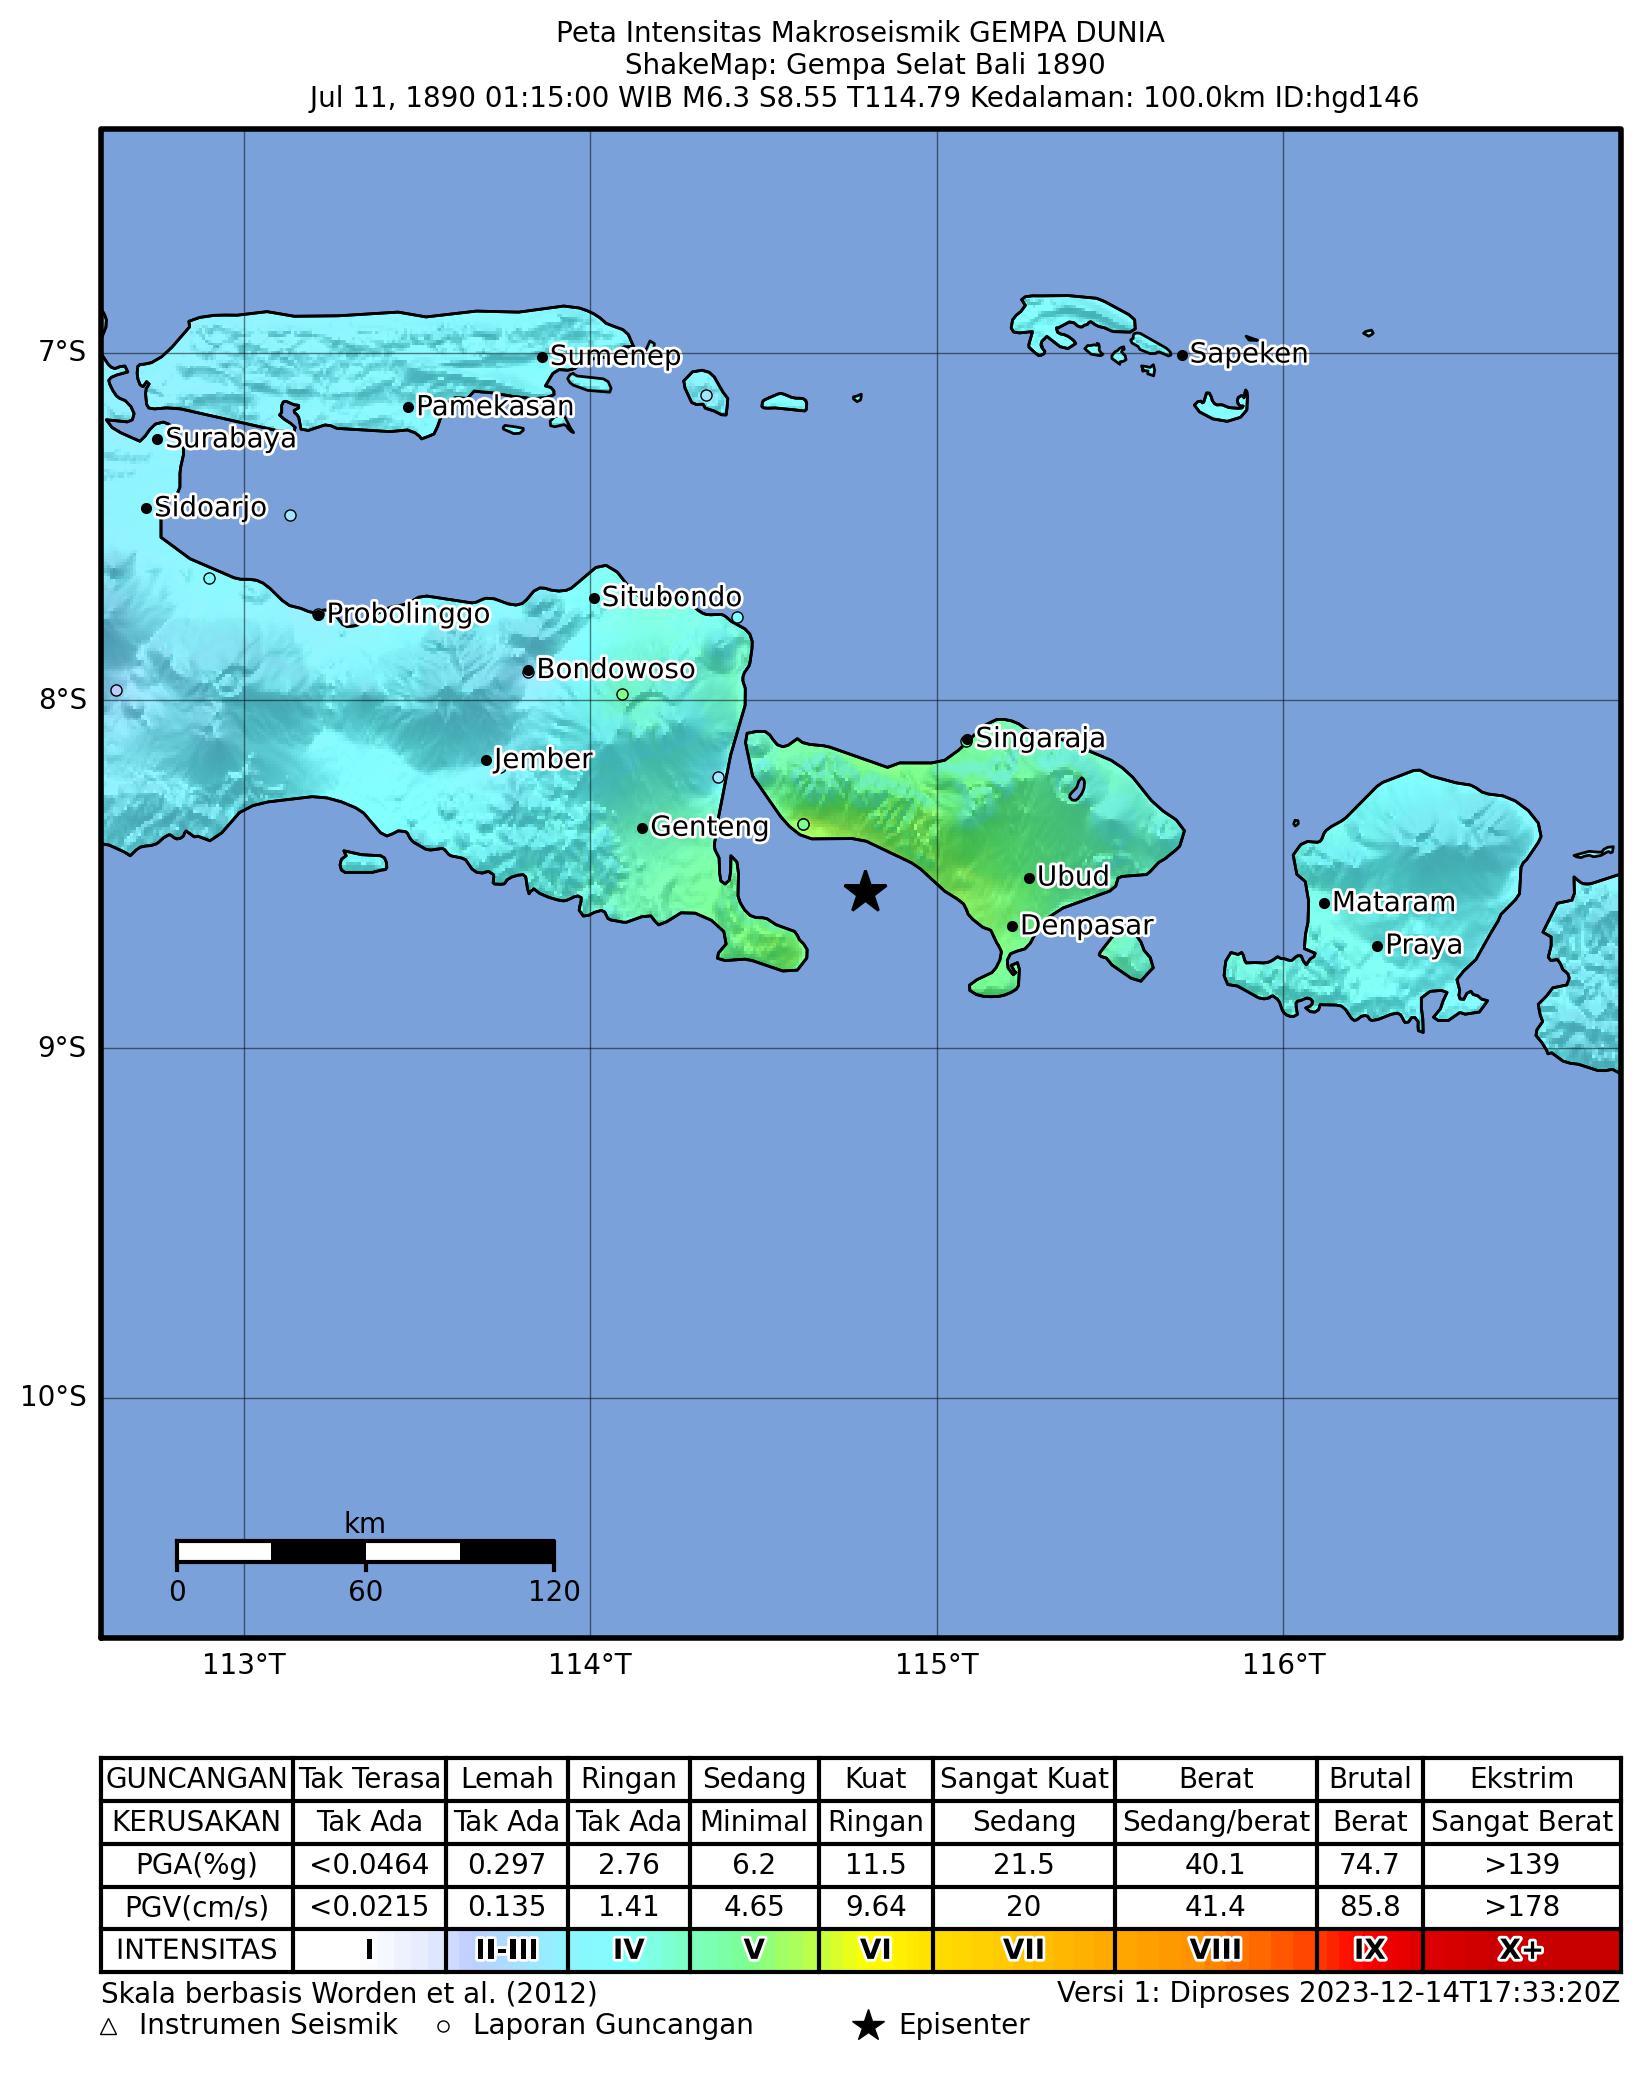 Peta Intensitas Makroseismik GEMPA DUNIA
ShakeMap: Gempa Selat Bali 1890
Jul 11, 1890 01:15:00 WIB M6.3 S8.55 T114.79 Kedalaman: 100.0km ID:hgd146
7°S
Sumenep
Sapeken
Pamekasan
Surabaya
Sidoarjo
Situbondo
Probolinggo
Bondowoso
8°S
Singaraja
Jember
Genteng
Ubud
Mataram
Denpasar
Praya
9°S
10°S
km
0 60 120
113°T 114°T 115°T 116°T
GUNCANGAN Tak Terasa Lemah Ringan Sedang Kuat Sangat Kuat Berat Brutal Ekstrim
KERUSAKAN Tak Ada Tak Ada Tak Ada Minimal Ringan Sedang Sedang/berat Berat Sangat Berat
PGA(%g) <0.0464 0.297 2.76 6.2 11.5 21.5 40.1 74.7 >139
PGV(cm/s) <0.0215 0.135 1.41 4.65 9.64 20 41.4 85.8 >178
INTENSITAS I II-III IV V VI VII VIII IX X+
Skala berbasis Worden et al. (2012) Versi 1: Diproses 2023-12-14T17:33:20Z
Instrumen Seismik Laporan Guncangan Episenter